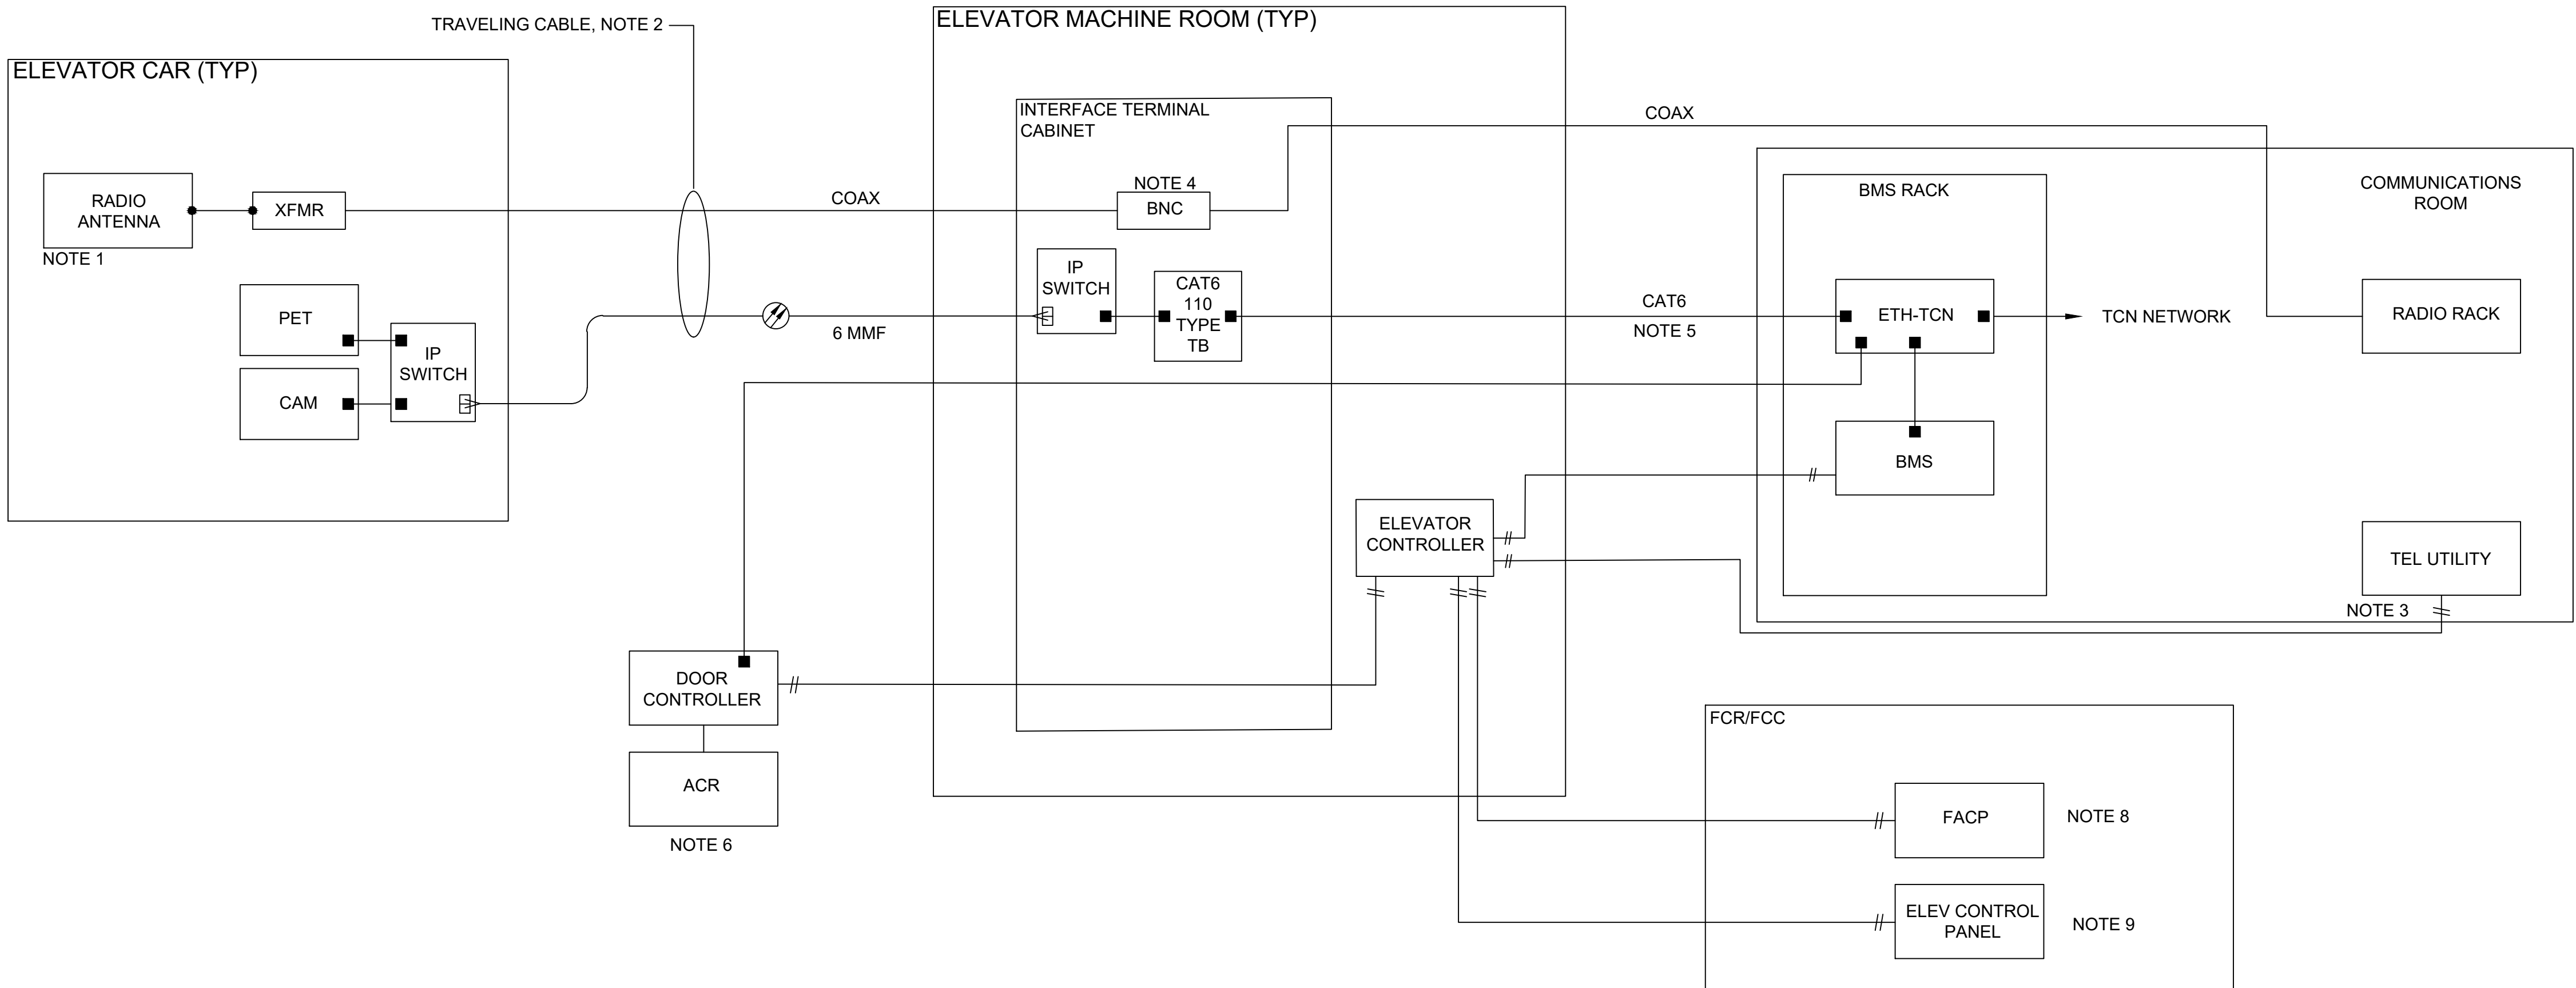 TRAVELING CABLE, NOTE 2
ELEVATOR MACHINE ROOM (TYP)
ELEVATOR CAR (TYP)
INTERFACE TERMINAL
CABINET
COAX
RADIO
ANTENNA
NOTE 1
XFMR
COAX
NOTE 4
BNC
BMS RACK
COMMUNICATIONS
ROOM
PET
CAM
IP
SWITCH
6 MMF
IP
SWITCH
CAT6
110
TYPE
TB
CAT6
NOTE 5
ETH-TCN
TCN NETWORK
RADIO RACK
BMS
ELEVATOR
CONTROLLER
TEL UTILITY
NOTE 3
DOOR
CONTROLLER
ACR
NOTE 6
FCR/FCC
FACP
NOTE 8
ELEV CONTROL
PANEL
NOTE 9